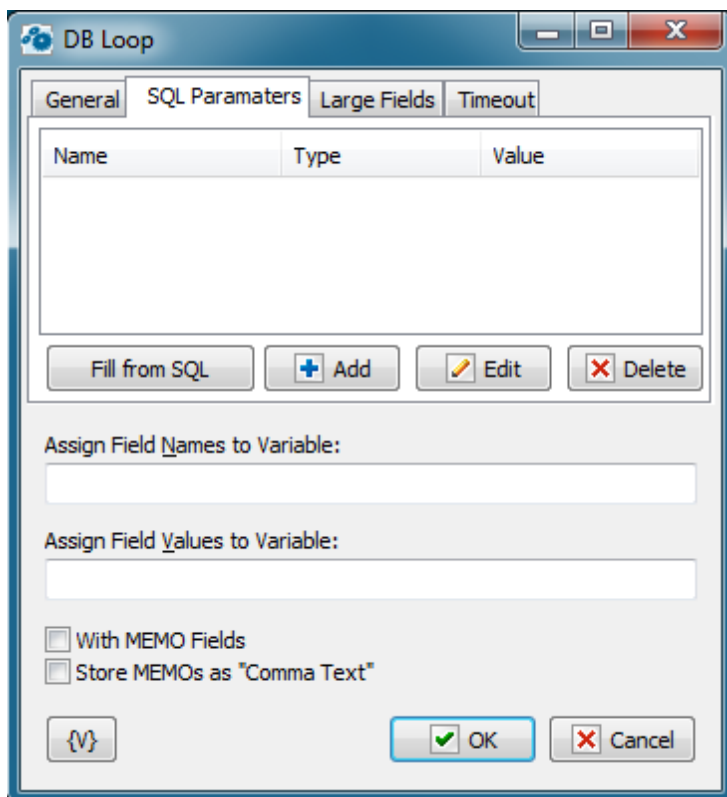 DB Loop
General SQL Paramaters Large Fields Timeout
Name Type Value
Fill from SQL Add Edit Delete
Assign Field Names to Variable:
Assign Field Values to Variable:
With MEMO Fields
Store MEMOs as "Comma Text"
{V} OK Cancel